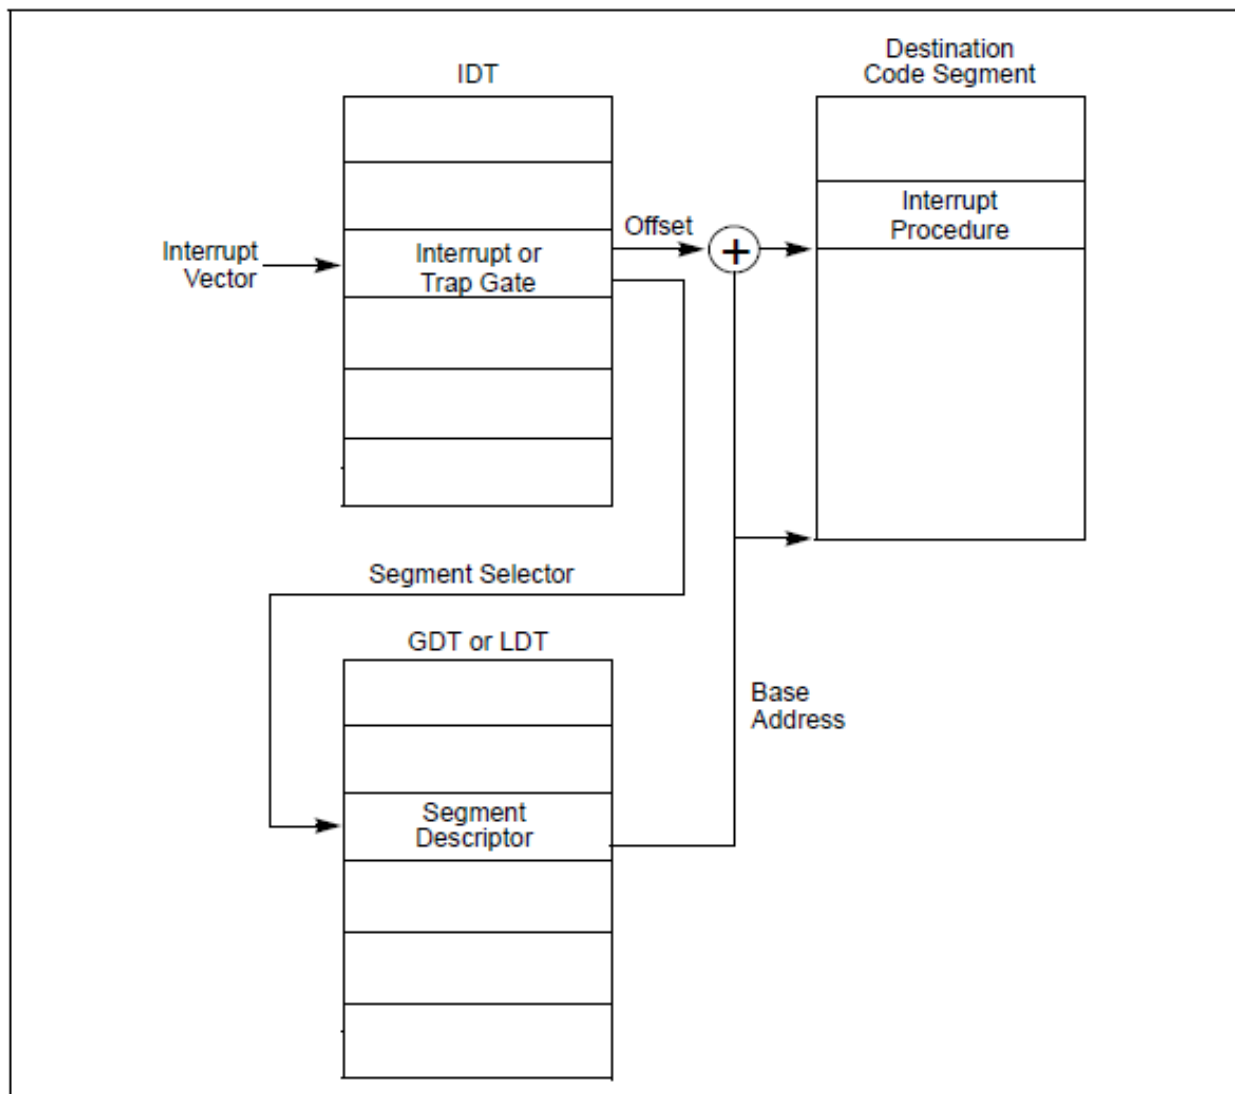 Destination
Code Segment
IDT
Interrupt
Procedure
Offset
+
Interrupt
Vector
Interrupt or
Trap Gate
Segment Selector
GDT or LDT
Base
Address
Segment
Descriptor